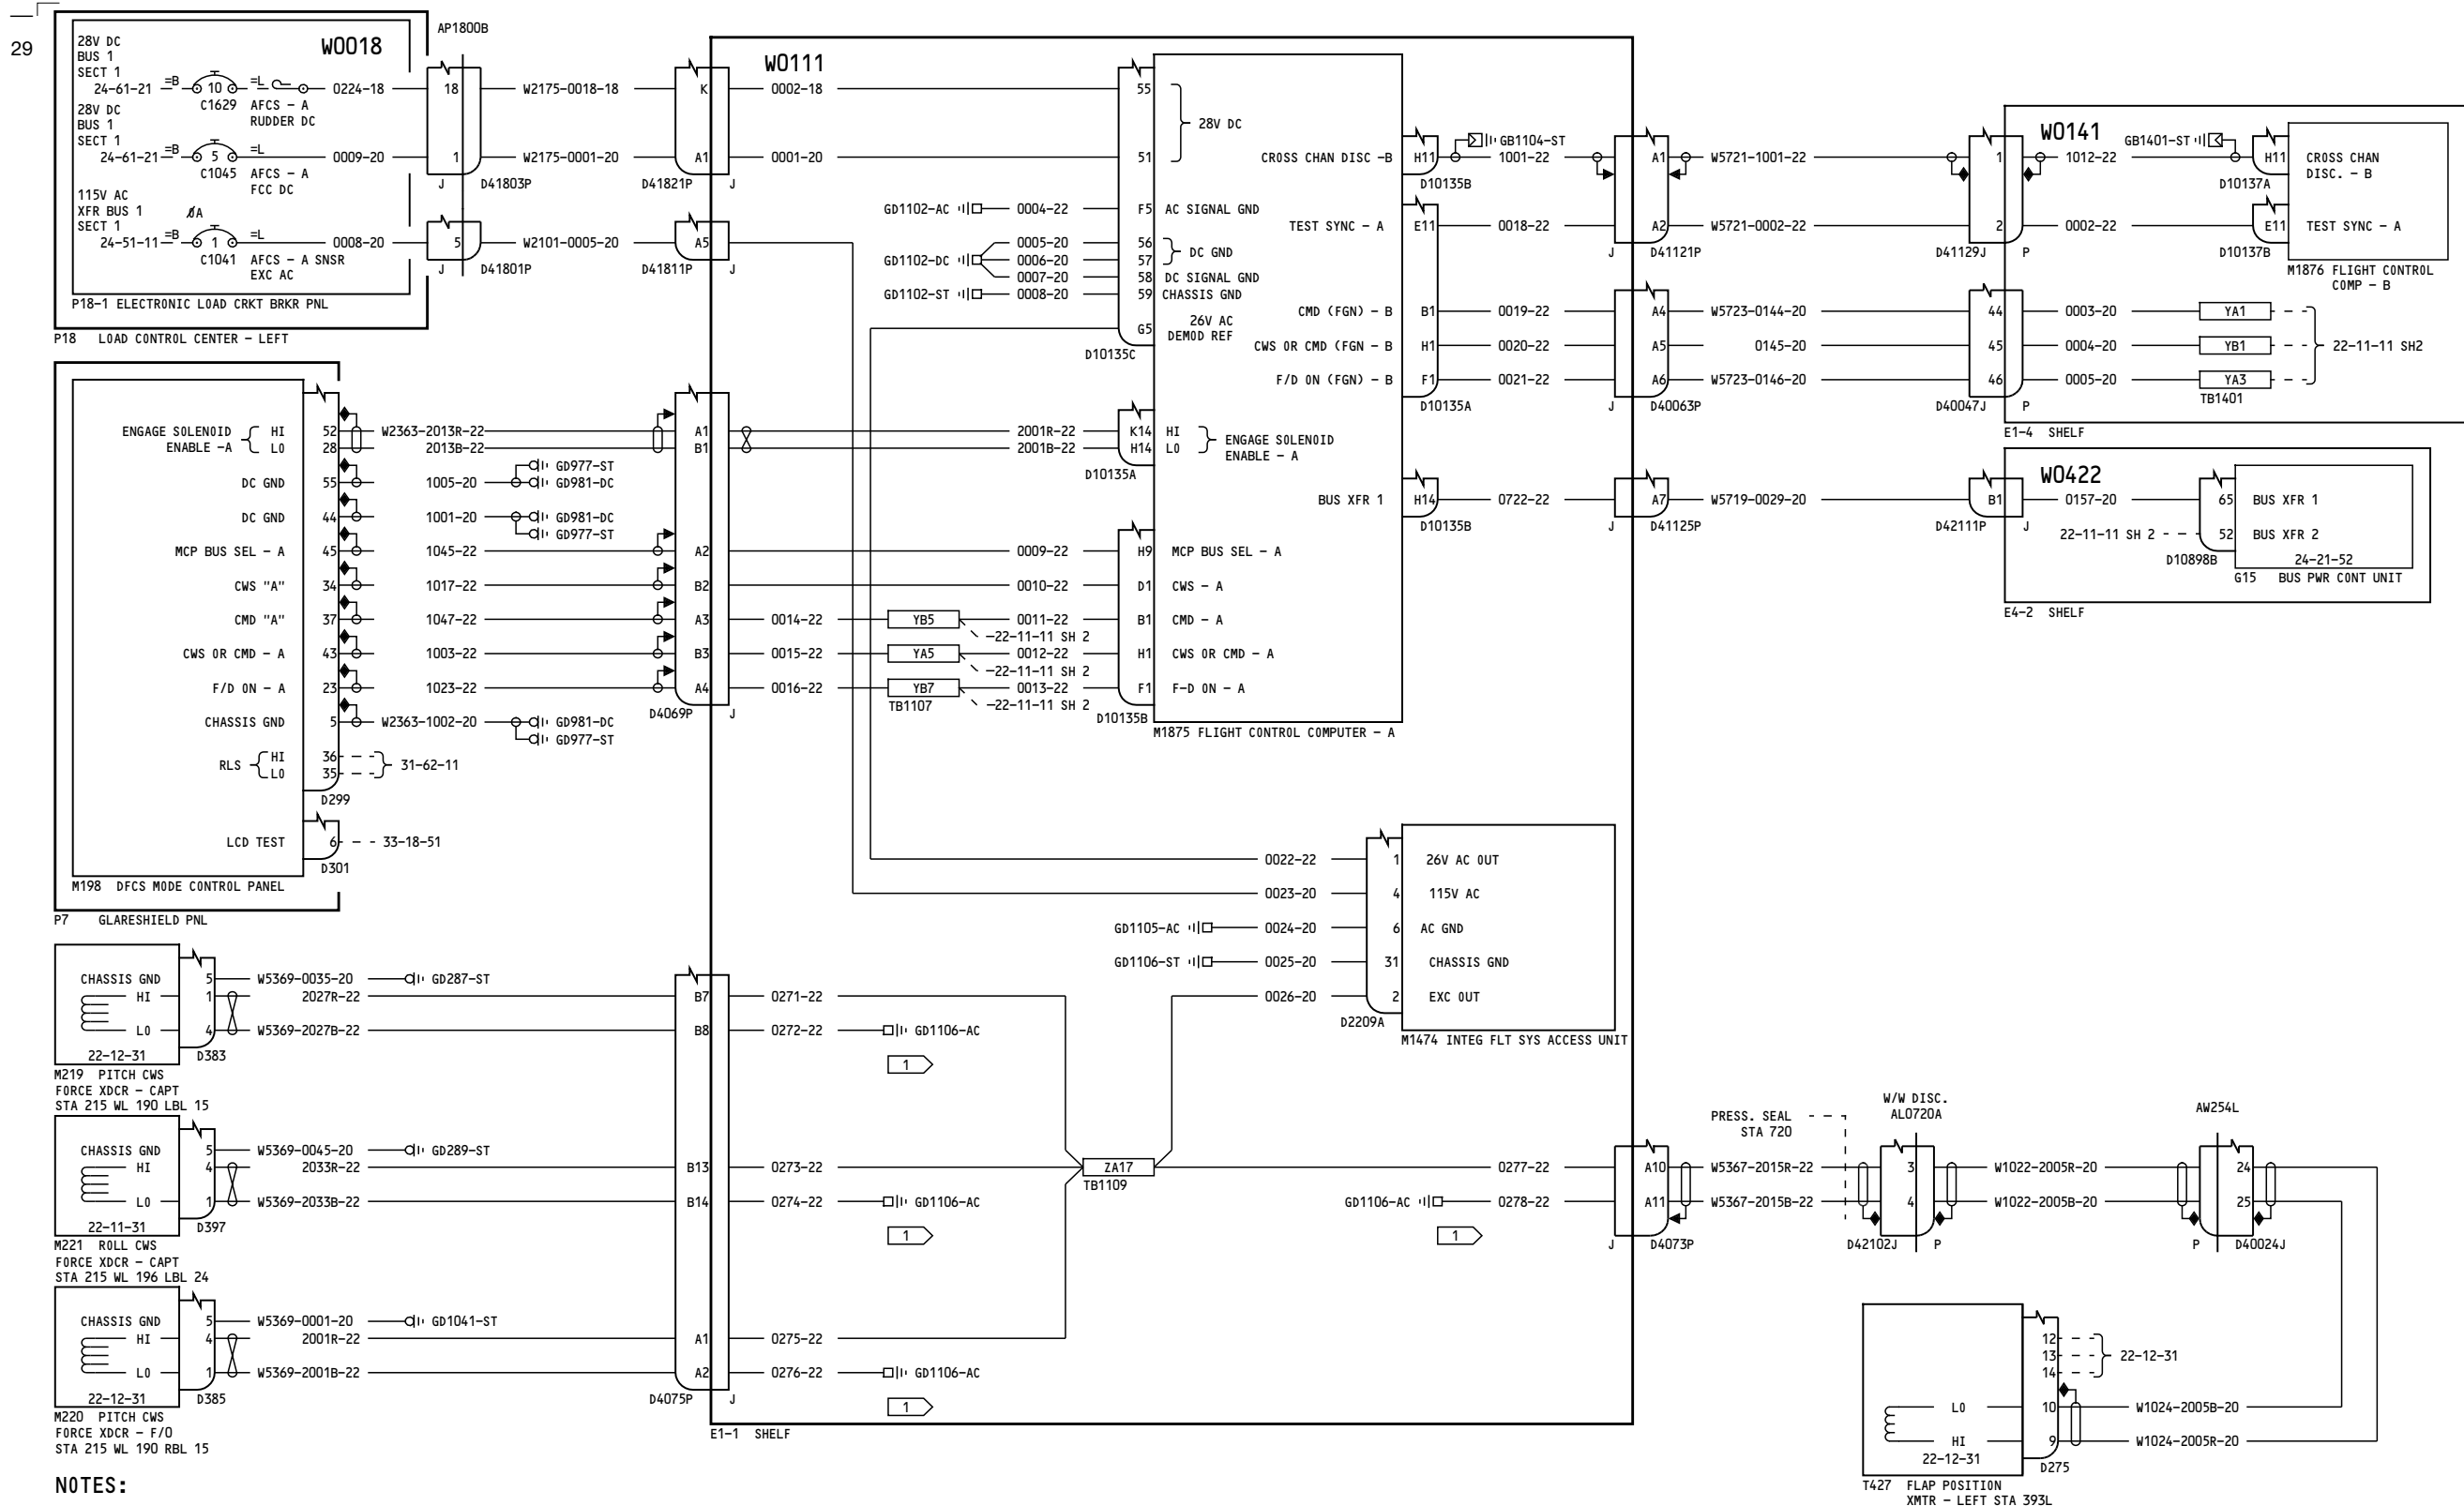 29
28V DC
BUS 1
SECT 1
W0018
AP1800B
24-61-21
=B
10
=L
0224-18
18
C1629
AFCS - A
RUDDER DC
28V DC
BUS 1
SECT 1
24-61-21
=B
5
=L
0009-20
1
C1045
AFCS - A
FCC DC
115V AC
XFR BUS 1
SECT 1
ØA
24-51-11
=B
1
=L
0008-20
5
C1041
AFCS - A SNSR
EXC AC
P18-1 ELECTRONIC LOAD CRKT BRKR PNL
P18 LOAD CONTROL CENTER - LEFT
J D41803P
J D41801P
W2175-0018-18
W2175-0001-20
W2101-0005-20
K
A1
D41821P J
A5
D41811P J
W0111
0002-18
0001-20
55
28V DC
51
GD1102-AC 0004-22 F5 AC SIGNAL GND
0005-20 56
GD1102-DC 0006-20 57 DC GND
0007-20 58 DC SIGNAL GND
GD1102-ST 0008-20 59 CHASSIS GND
G5 26V AC
DEMOD REF
D10135C
CROSS CHAN DISC -B H11 1001-22
GB1104-ST
D10135B
TEST SYNC - A E11 0018-22
CMD (FGN) - B B1 0019-22
CWS OR CMD (FGN - B H1 0020-22
F/D ON (FGN) - B F1 0021-22
D10135A
BUS XFR 1 H14 0722-22
D10135B
A1 W5721-1001-22 1
A2 W5721-0002-22 2
J D41121P
D41129J P
A4 W5723-0144-20 44
A5 0145-20 45
A6 W5723-0146-20 46
J D40063P
D40047J P
A7 W5719-0029-20 B1
J D41125P
D42111P J
W0141
GB1401-ST
1012-22 H11 CROSS CHAN
DISC. - B
D10137A
0002-22 E11 TEST SYNC - A
D10137B
M1876 FLIGHT CONTROL
COMP - B
0003-20 YA1
0004-20 YB1 22-11-11 SH2
0005-20 YA3
TB1401
E1-4 SHELF
W0422
0157-20 65 BUS XFR 1
22-11-11 SH 2 52 BUS XFR 2
D10898B
24-21-52
G15 BUS PWR CONT UNIT
E4-2 SHELF
ENGAGE SOLENOID HI 52 W2363-2013R-22 A1 2001R-22 K14 HI
ENABLE -A LO 28 2013B-22 B1 2001B-22 H14 LO
ENGAGE SOLENOID
ENABLE - A
D10135A
GD977-ST
DC GND 55 1005-20 GD981-DC
DC GND 44 1001-20 GD981-DC
GD977-ST
MCP BUS SEL - A 45 1045-22 A2 0009-22 H9 MCP BUS SEL - A
CWS "A" 34 1017-22 B2 0010-22 D1 CWS - A
CMD "A" 37 1047-22 A3 0014-22 YB5 0011-22 B1 CMD - A
-22-11-11 SH 2
CWS OR CMD - A 43 1003-22 B3 0015-22 YA5 0012-22 H1 CWS OR CMD - A
-22-11-11 SH 2
F/D ON - A 23 1023-22 A4 0016-22 YB7 0013-22 F1 F-D ON - A
TB1107 -22-11-11 SH 2
D4069P J
D10135B
M1875 FLIGHT CONTROL COMPUTER - A
CHASSIS GND 5 W2363-1002-20 GD981-DC
GD977-ST
RLS HI 36
LO 35
31-62-11
D299
LCD TEST 6 33-18-51
D301
M198 DFCS MODE CONTROL PANEL
P7 GLARESHIELD PNL
0022-22 1 26V AC OUT
0023-20 4 115V AC
GD1105-AC 0024-20 6 AC GND
GD1106-ST 0025-20 31 CHASSIS GND
0026-20 2 EXC OUT
D2209A
M1474 INTEG FLT SYS ACCESS UNIT
CHASSIS GND 5 W5369-0035-20 GD287-ST
HI 1 2027R-22 B7 0271-22
LO 4 W5369-2027B-22 B8 0272-22 GD1106-AC
22-12-31 D383
1
M219 PITCH CWS
FORCE XDCR - CAPT
STA 215 WL 190 LBL 15
CHASSIS GND 5 W5369-0045-20 GD289-ST
HI 4 2033R-22 B13 0273-22
LO 1 W5369-2033B-22 B14 0274-22 GD1106-AC
22-11-31 D397
1
M221 ROLL CWS
FORCE XDCR - CAPT
STA 215 WL 196 LBL 24
CHASSIS GND 5 W5369-0001-20 GD1041-ST
HI 4 2001R-22 A1 0275-22
LO 1 W5369-2001B-22 A2 0276-22 GD1106-AC
22-12-31 D385
D4075P J
1
M220 PITCH CWS
FORCE XDCR - F/O
STA 215 WL 190 RBL 15
E1-1 SHELF
ZA17
TB1109
0277-22 A10 W5367-2015R-22 3 W1022-2005R-20 24
GD1106-AC 0278-22 A11 W5367-2015B-22 4 W1022-2005B-20 25
1
J D4073P
PRESS. SEAL
STA 720
W/W DISC.
AL0720A
D42102J P
AW254L
P D40024J
12
13 22-12-31
14
LO 10 W1024-2005B-20
HI 9 W1024-2005R-20
22-12-31
D275
T427 FLAP POSITION
XMTR - LEFT STA 393L
NOTES: